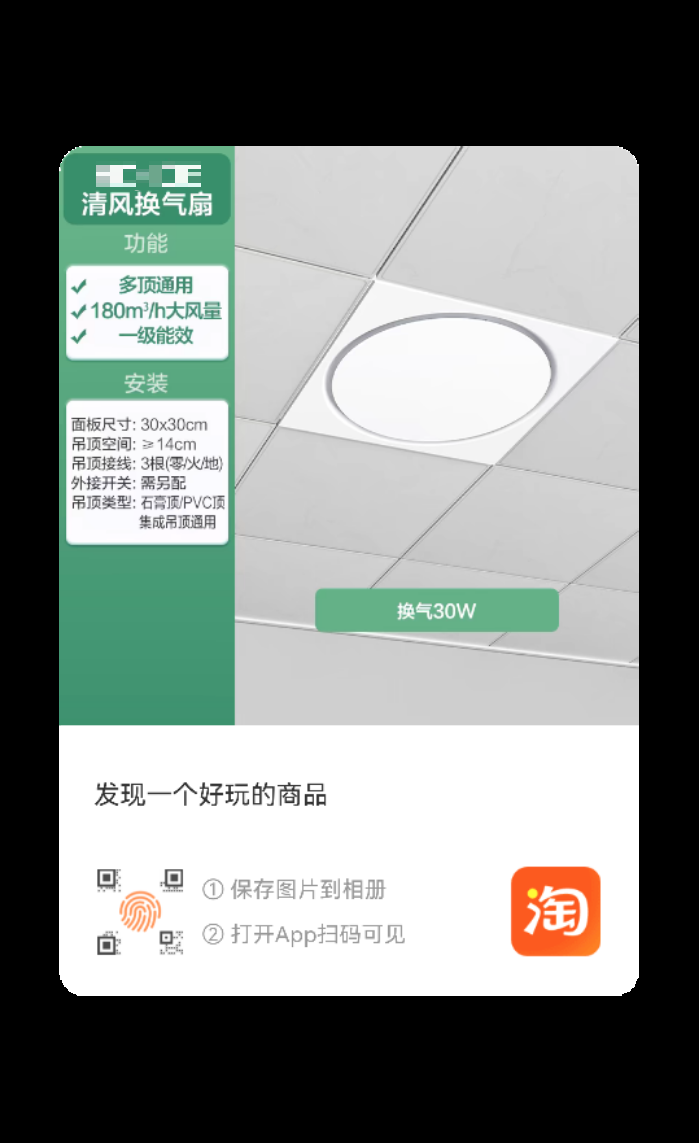 清风换气扇
功能
多顶通用
180m³/h大风量
一级能效
安装
面板尺寸: 30x30cm
吊顶空间: ≥14cm
吊顶接线: 3根(零/火/地)
外接开关: 需另配
吊顶类型: 石膏顶/PVC顶
集成吊顶通用
换气30W
发现一个好玩的商品
① 保存图片到相册
② 打开App扫码可见
淘